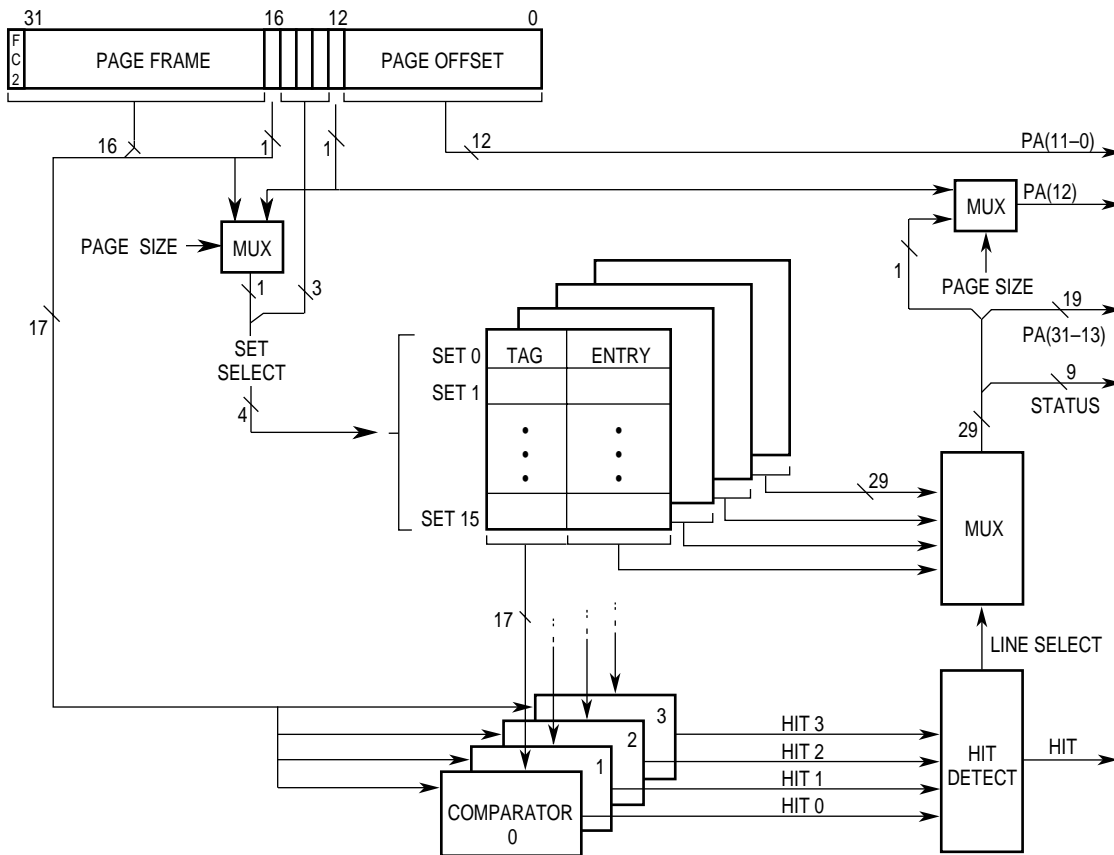 31 16 12 0
F
C
2
PAGE FRAME
PAGE OFFSET
16
1
1
12
PA(11–0)
MUX
PA(12)
PAGE SIZE
MUX
1
3
1
PAGE SIZE
19
PA(31–13)
17
SET
SELECT
4
SET 0
TAG
ENTRY
SET 1
SET 15
9
STATUS
29
29
MUX
17
LINE SELECT
3
2
1
COMPARATOR
0
HIT 3
HIT 2
HIT 1
HIT 0
HIT
DETECT
HIT